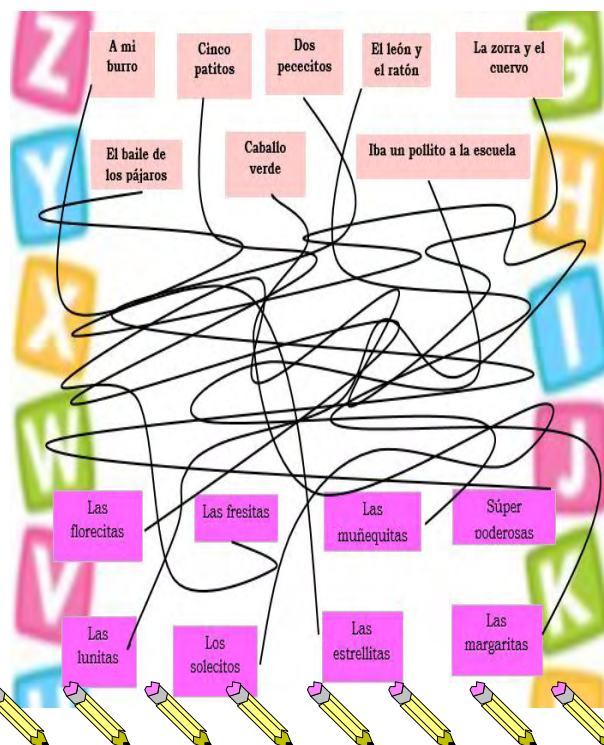 A mi
burro
Cinco
patitos
Dos
pececitos
El león y
el ratón
La zorra y el
cuervo
El baile de
los pájaros
Caballo
verde
Iba un pollito a la escuela
Z
G
Y
H
X
I
W
J
V
K
Las
florecitas
Las fresitas
Las
muñequitas
Súper
poderosas
Las
lunitas
Los
solecitos
Las
estrellitas
Las
margaritas